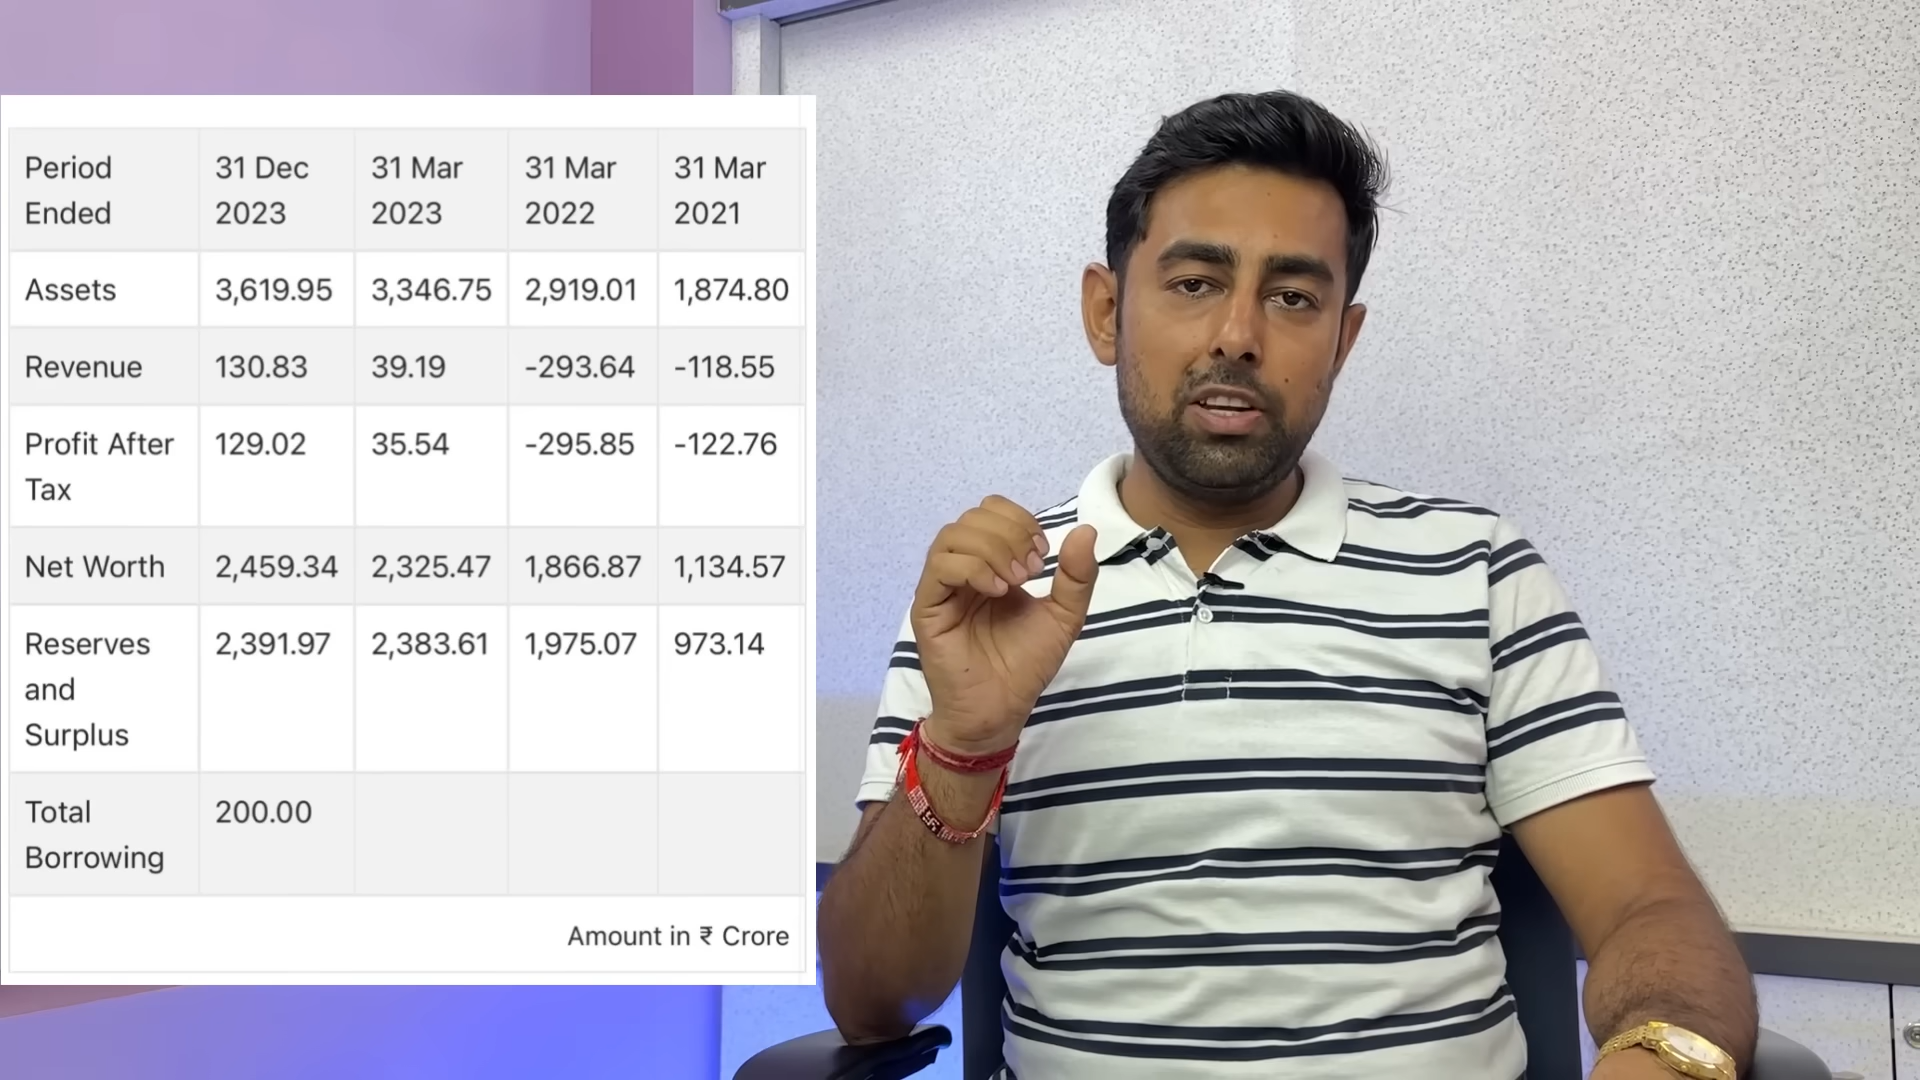 Period Ended 31 Dec 2023 31 Mar 2023 31 Mar 2022 31 Mar 2021
Assets 3,619.95 3,346.75 2,919.01 1,874.80
Revenue 130.83 39.19 -293.64 -118.55
Profit After Tax 129.02 35.54 -295.85 -122.76
Net Worth 2,459.34 2,325.47 1,866.87 1,134.57
Reserves and Surplus 2,391.97 2,383.61 1,975.07 973.14
Total Borrowing 200.00
Amount in ₹ Crore